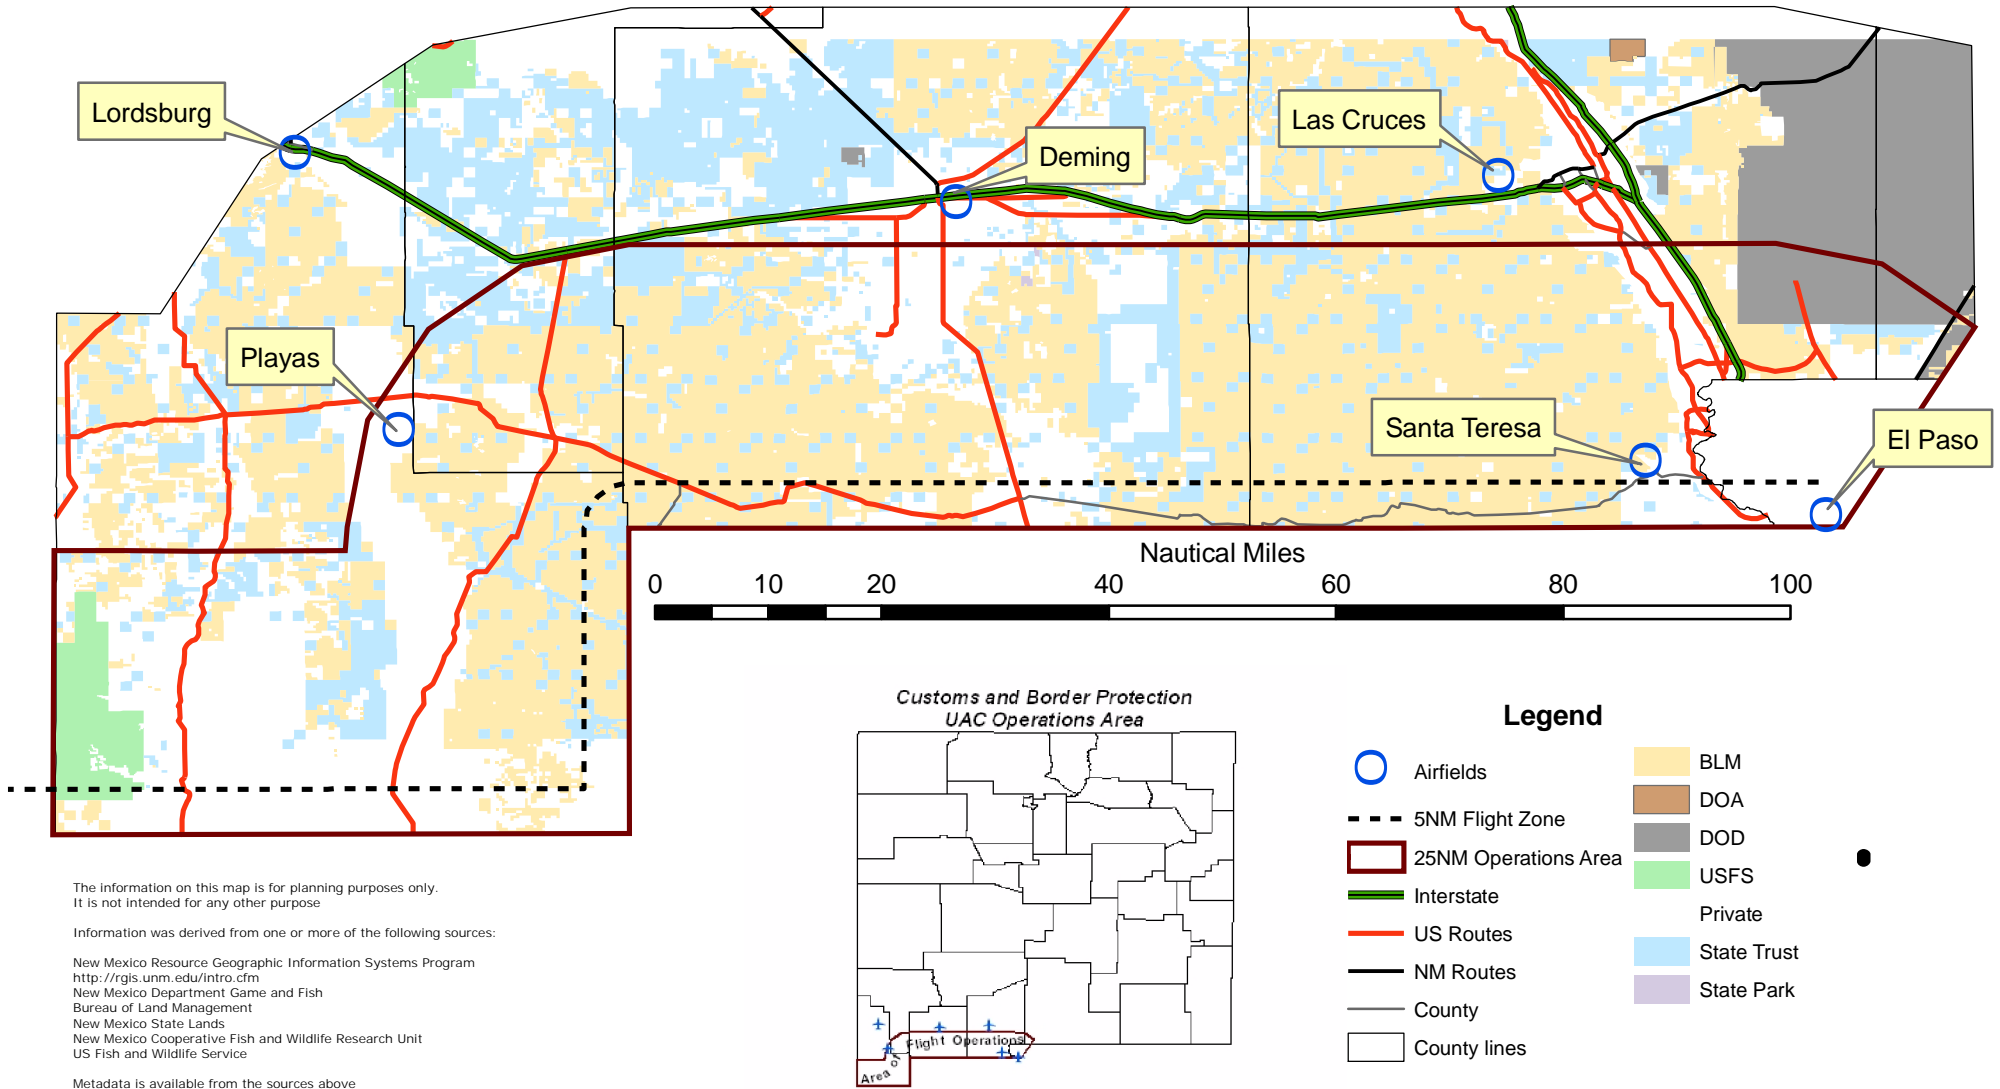 Lordsburg
Las Cruces
Deming
Playas
Santa Teresa
El Paso
Nautical Miles
0 10 20 40 60 80 100
Customs and Border Protection
UAC Operations Area
Flight Operations
Area of
Legend
Airfields
5NM Flight Zone
25NM Operations Area
Interstate
US Routes
NM Routes
County
County lines
BLM
DOA
DOD
USFS
Private
State Trust
State Park
The information on this map is for planning purposes only.
It is not intended for any other purpose
Information was derived from one or more of the following sources:
New Mexico Resource Geographic Information Systems Program
http://rgis.unm.edu/intro.cfm
New Mexico Department Game and Fish
Bureau of Land Management
New Mexico State Lands
New Mexico Cooperative Fish and Wildlife Research Unit
US Fish and Wildlife Service
Metadata is available from the sources above